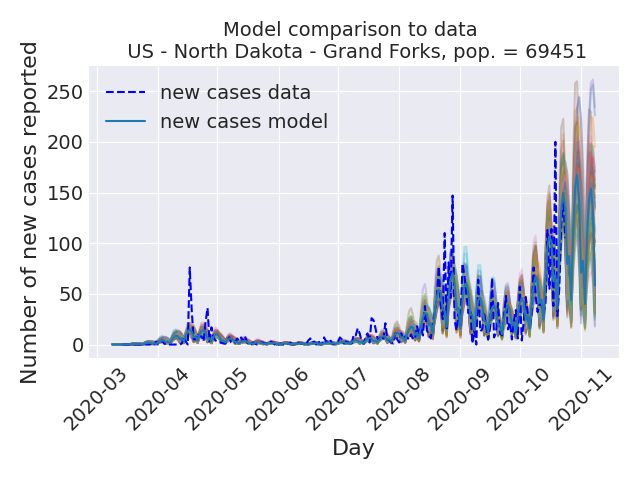 Model comparison to data
US - North Dakota - Grand Forks, pop. = 69451
Number of new cases reported
250
200
150
100
50
0
new cases data
new cases model
2020-03
2020-04
2020-05
2020-06
2020-07
2020-08
2020-09
2020-10
2020-11
Day